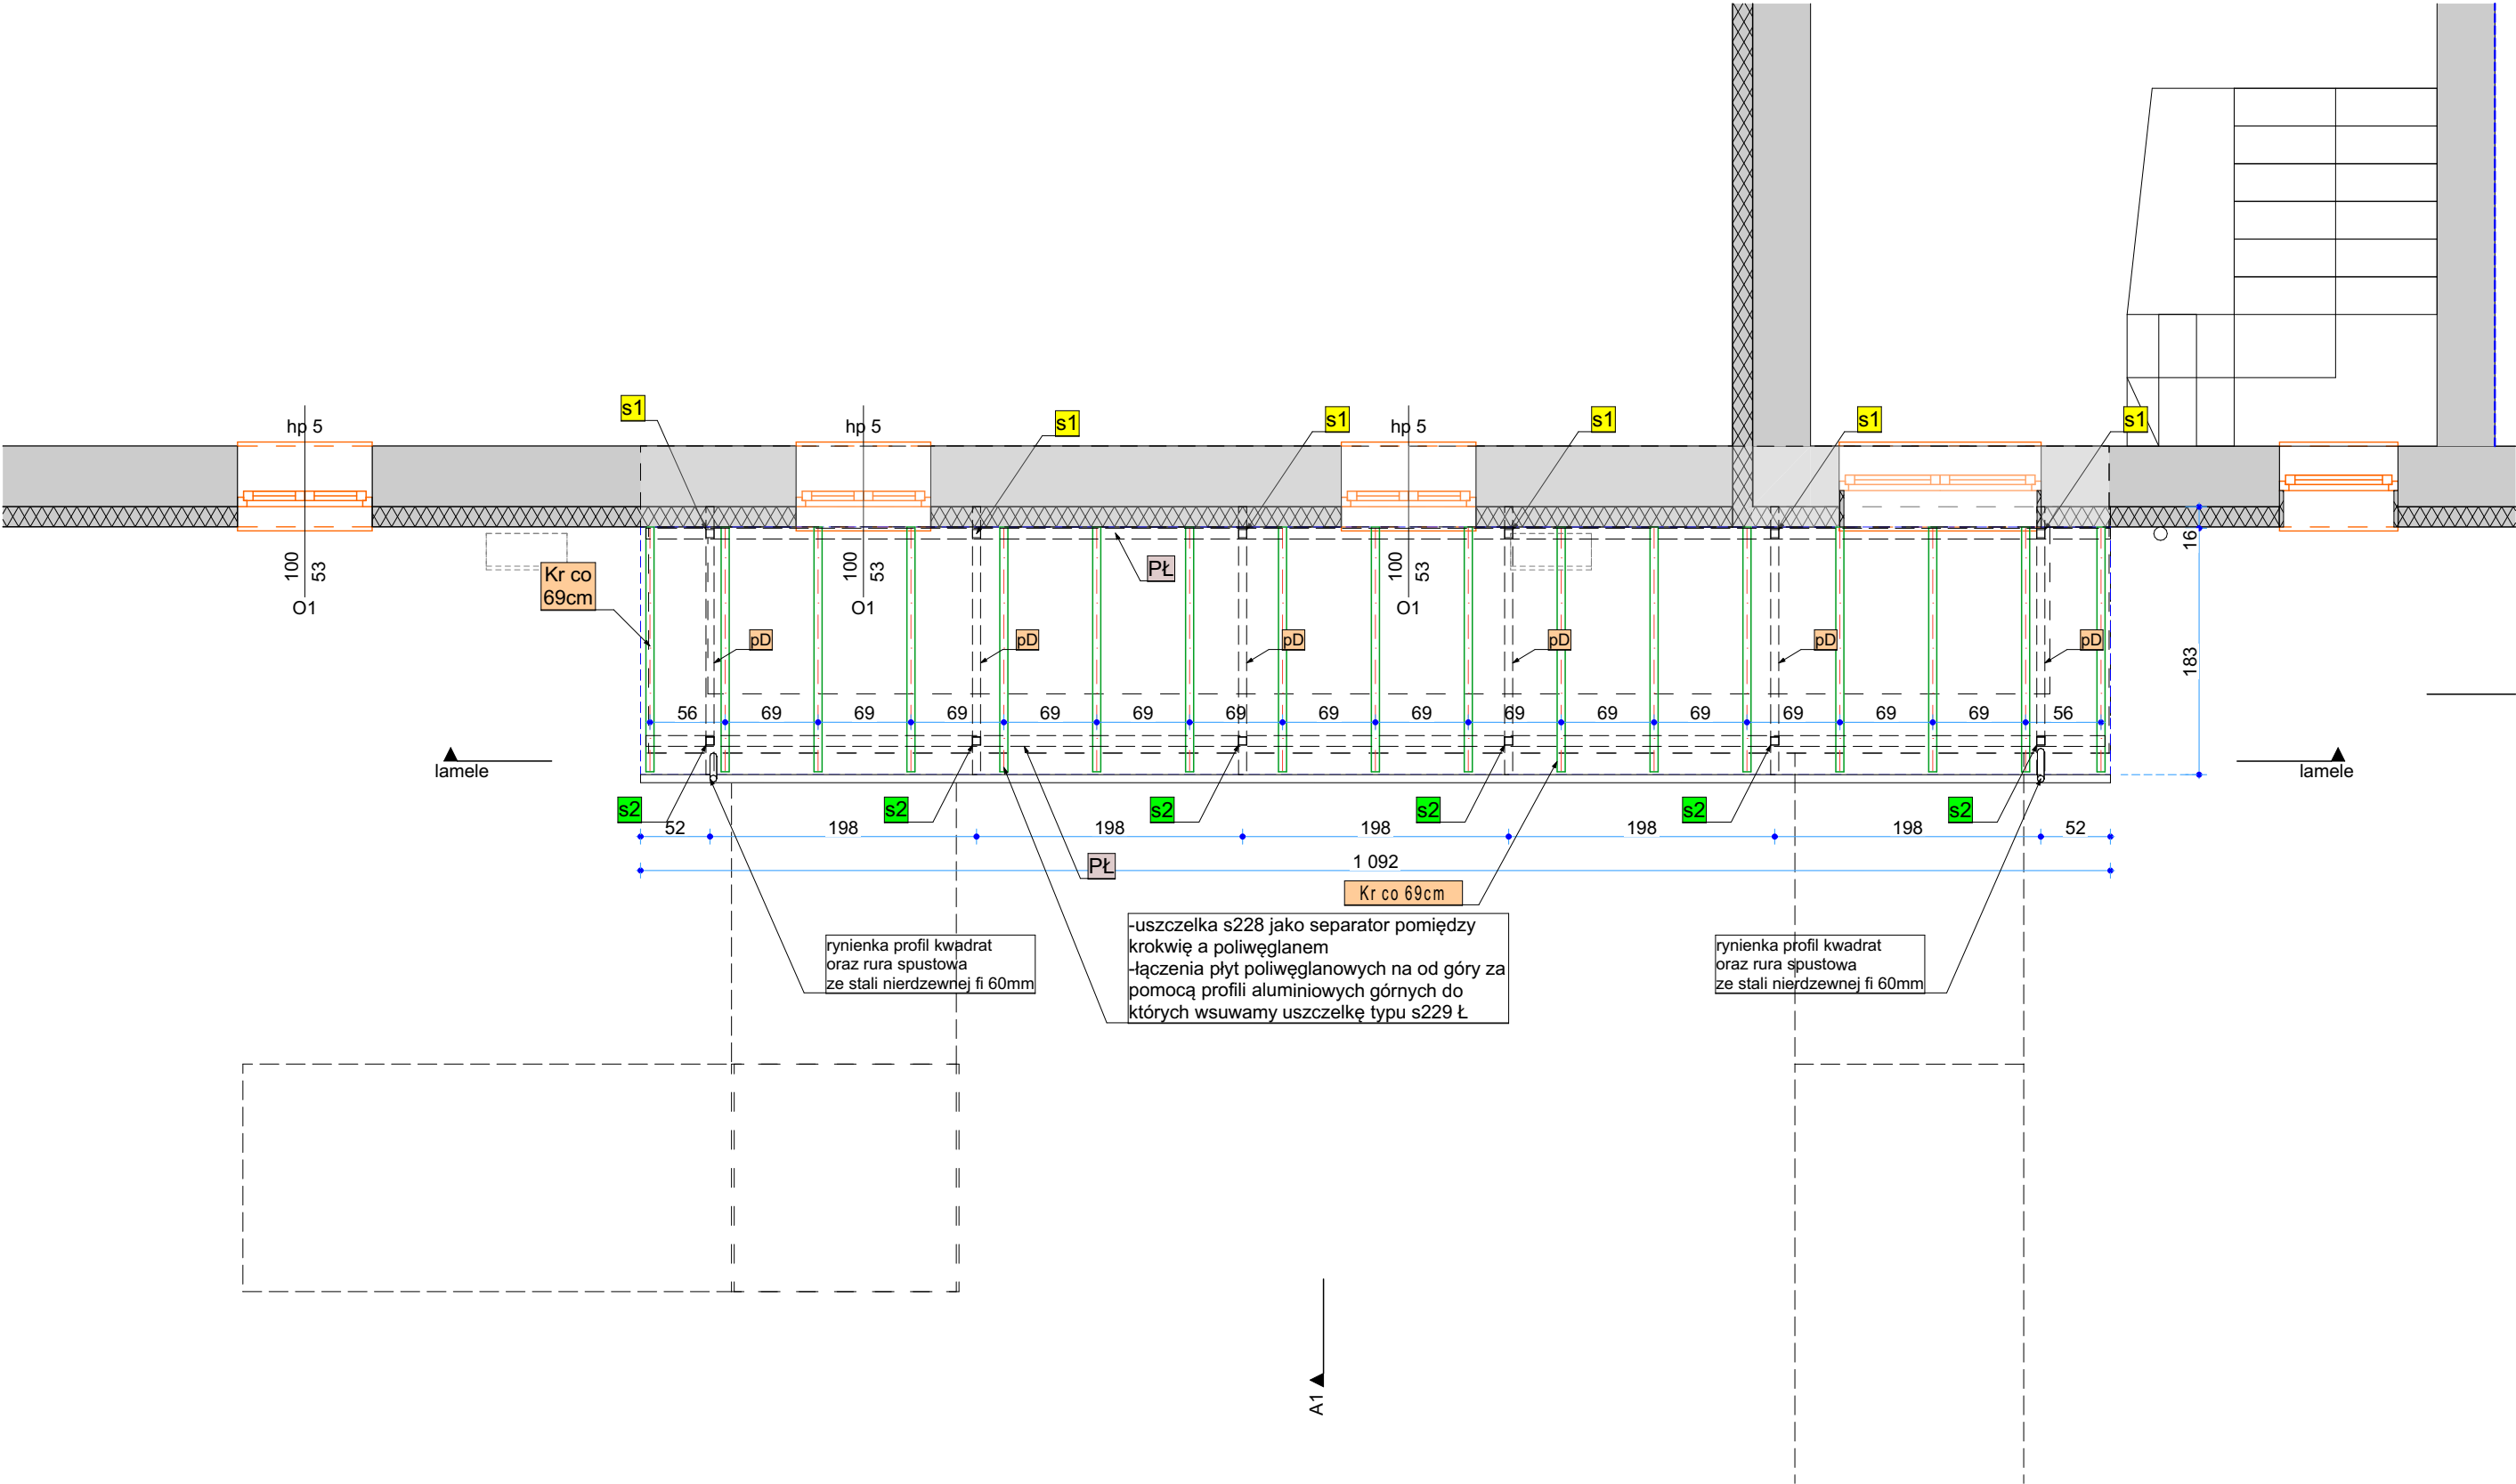 hp 5
hp 5
hp 5
s1
s1
s1
s1
s1
s1
100
53
O1
100
53
O1
100
53
O1
Kr co
69cm
PŁ
16
183
pD
pD
pD
pD
pD
pD
56
69
69
69
69
69
69
69
69
69
69
69
69
69
69
56
lamele
lamele
s2
s2
s2
s2
s2
s2
52
198
198
198
198
198
52
1 092
PŁ
Kr co 69cm
rynienka profil kwadrat
oraz rura spustowa
ze stali nierdzewnej fi 60mm
-uszczelka s228 jako separator pomiędzy
krokwię a poliwęglanem
-łączenia płyt poliwęglanowych na od góry za
pomocą profili aluminiowych górnych do
których wsuwamy uszczelkę typu s229 Ł
rynienka profil kwadrat
oraz rura spustowa
ze stali nierdzewnej fi 60mm
A1